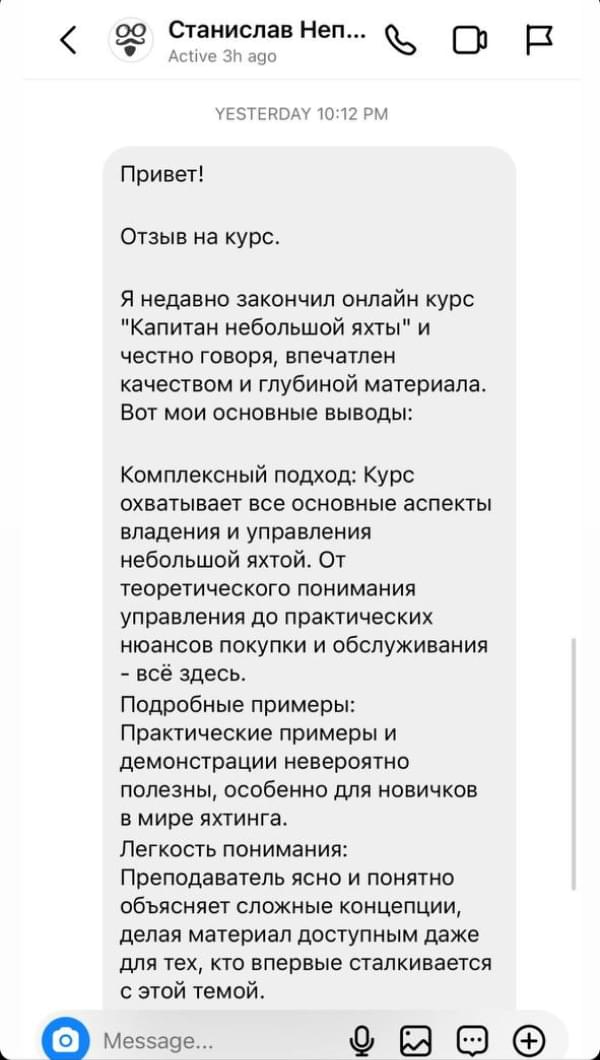 Станислав Неп...
Active 3h ago
YESTERDAY 10:12 PM
Привет!
Отзыв на курс.
Я недавно закончил онлайн курс
"Капитан небольшой яхты" и
честно говоря, впечатлен
качеством и глубиной материала.
Вот мои основные выводы:
Комплексный подход: Курс
охватывает все основные аспекты
владения и управления
небольшой яхтой. От
теоретического понимания
управления до практических
нюансов покупки и обслуживания
- всё здесь.
Подробные примеры:
Практические примеры и
демонстрации невероятно
полезны, особенно для новичков
в мире яхтинга.
Легкость понимания:
Преподаватель ясно и понятно
объясняет сложные концепции,
делая материал доступным даже
для тех, кто впервые сталкивается
с этой темой.
Message...